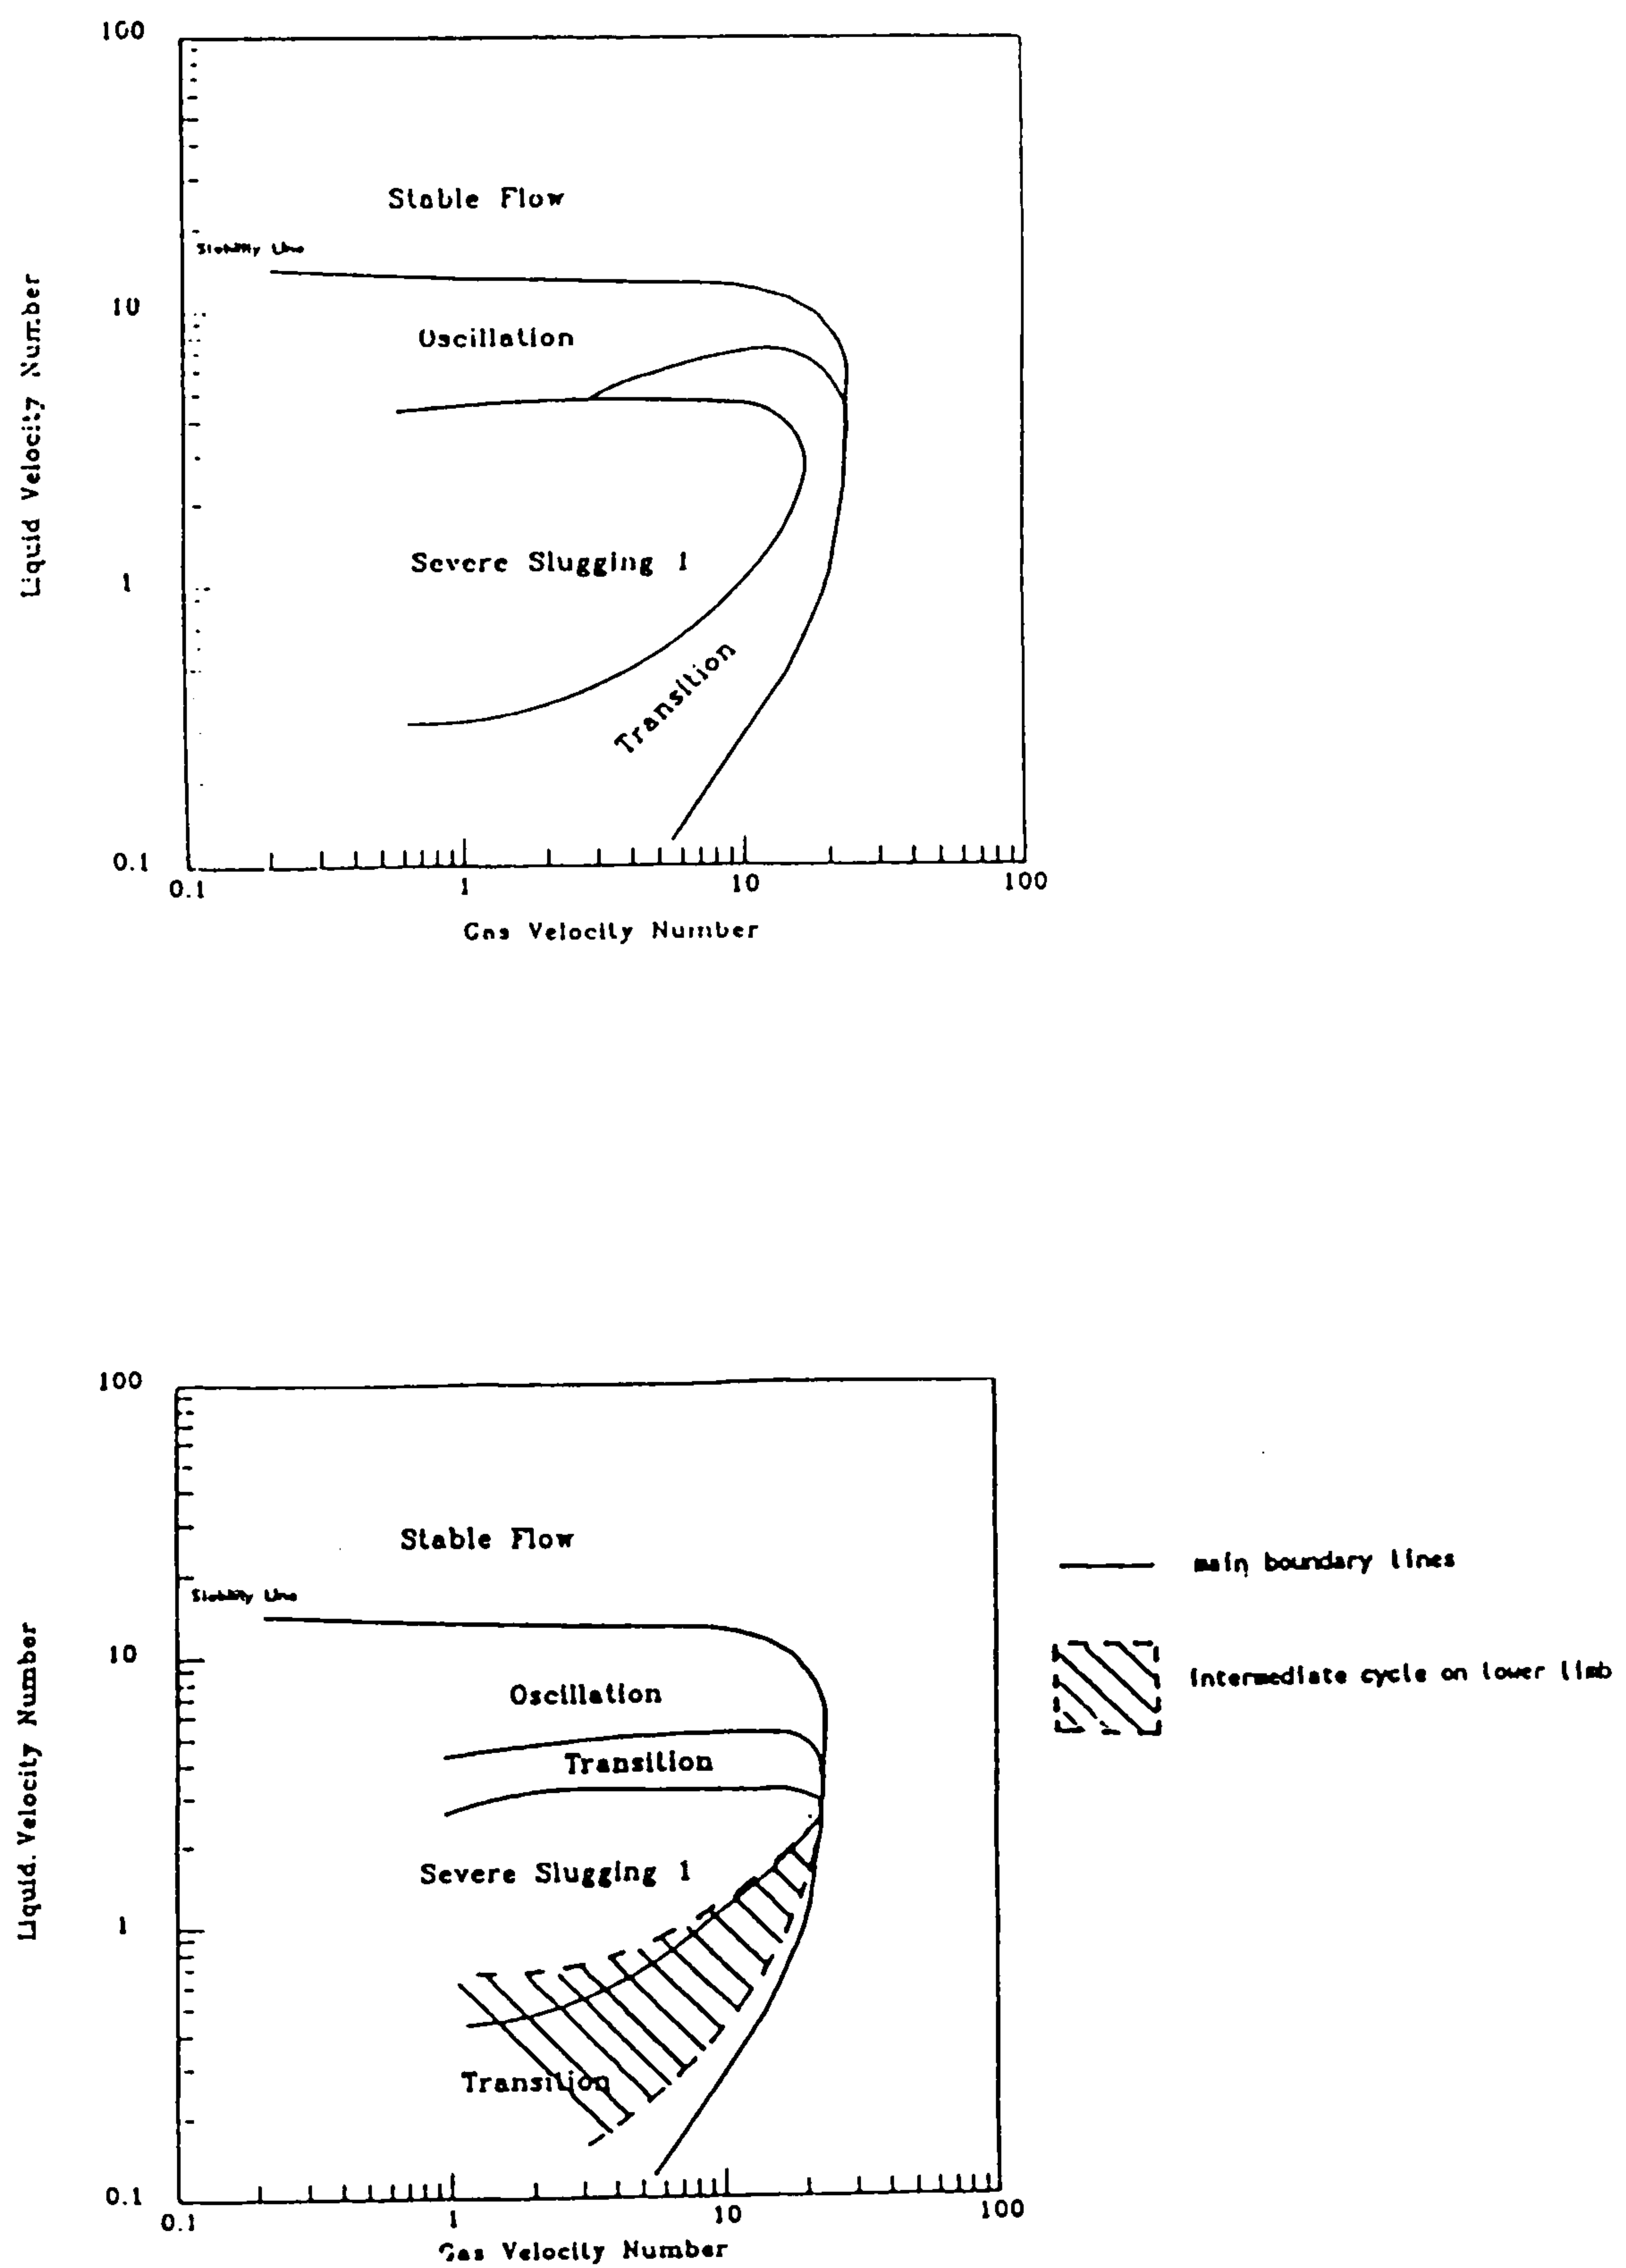 100
Stable Flow
Stability Line
10
Oscillation
Liquid Velocity Number
Severe Slugging 1
1
Transition
0.1
0.1
1
10
100
Gas Velocity Number
100
Stable Flow
Stability Line
10
Oscillation
Transition
Liquid. Velocity Number
Severe Slugging 1
1
Transition
0.1
0.1
1
10
100
Gas Velocity Number
main boundary lines
Intermediate cycle on lower limb